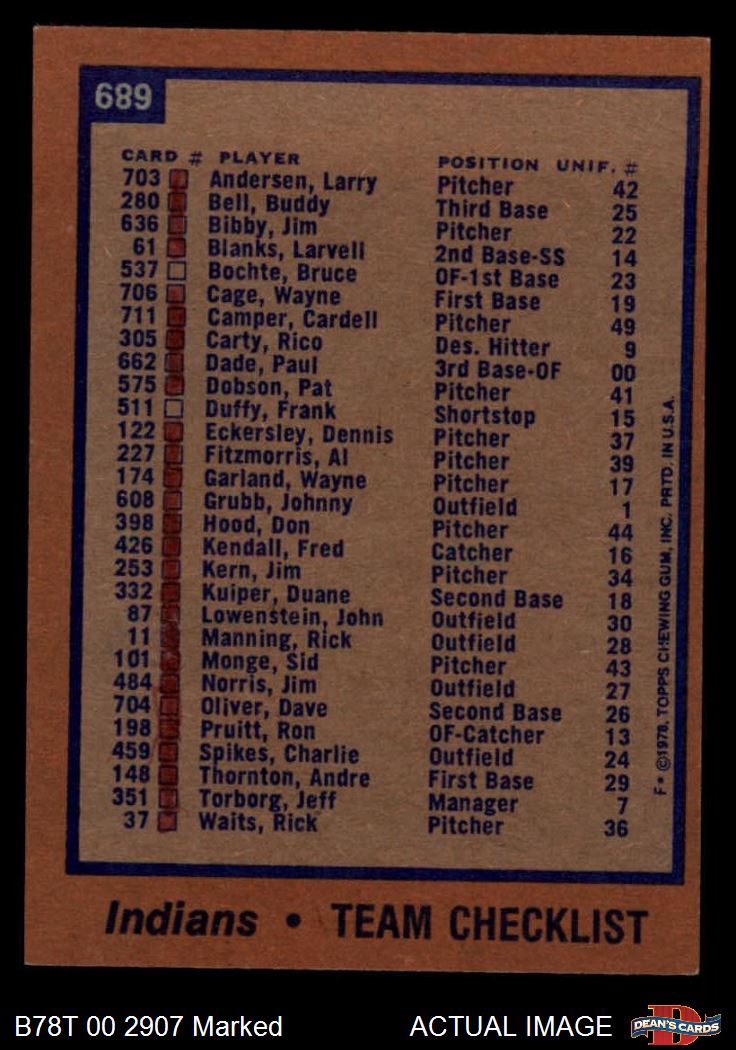 689
CARD # PLAYER POSITION UNIF. #
703 Andersen, Larry Pitcher 42
280 Bell, Buddy Third Base 25
636 Bibby, Jim Pitcher 22
61 Blanks, Larvell 2nd Base-SS 14
537 Bochte, Bruce OF-1st Base 23
706 Cage, Wayne First Base 19
711 Camper, Cardell Pitcher 49
305 Carty, Rico Des. Hitter 9
662 Dade, Paul 3rd Base-OF 00
575 Dobson, Pat Pitcher 41
511 Duffy, Frank Shortstop 15
122 Eckersley, Dennis Pitcher 37
227 Fitzmorris, Al Pitcher 39
174 Garland, Wayne Pitcher 17
608 Grubb, Johnny Outfield 1
398 Hood, Don Pitcher 44
426 Kendall, Fred Catcher 16
253 Kern, Jim Pitcher 34
332 Kuiper, Duane Second Base 18
87 Lowenstein, John Outfield 30
11 Manning, Rick Outfield 28
101 Monge, Sid Pitcher 43
484 Norris, Jim Outfield 27
704 Oliver, Dave Second Base 26
198 Pruitt, Ron OF-Catcher 13
459 Spikes, Charlie Outfield 24
148 Thornton, Andre First Base 29
351 Torborg, Jeff Manager 7
37 Waits, Rick Pitcher 36
F* ©1978, TOPPS CHEWING GUM, INC. PRTD. IN U.S.A.
Indians • TEAM CHECKLIST
B78T 00 2907 Marked ACTUAL IMAGE
D
DEAN'S CARDS